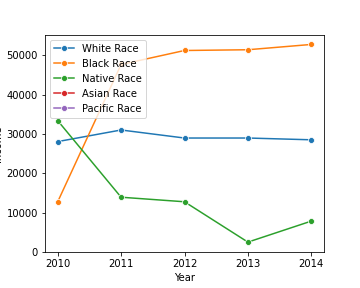 White Race
Black Race
Native Race
Asian Race
Pacific Race
50000
40000
30000
20000
10000
0
2010 2011 2012 2013 2014
Year